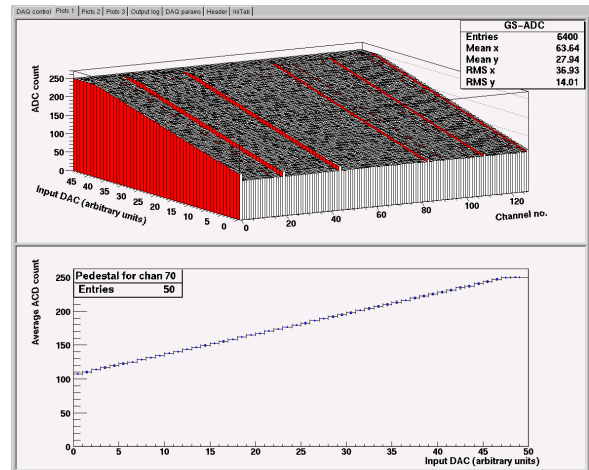 DAQ control Plots 1 Plots 2 Plots 3 Output log DAQ params Header IniTab
GS-ADC
Entries 6400
Mean x 63.64
Mean y 27.94
RMS x 36.93
RMS y 14.01
ADC count
250
200
150
100
50
0
45 40 35 30 25 20 15 10 5 0
Input DAC (arbitrary units)
0 20 40 60 80 100 120
Channel no.
Pedestal for chan 70
Entries 50
Average ACD count
250
200
150
100
50
0
0 5 10 15 20 25 30 35 40 45 50
Input DAC (arbitrary units)